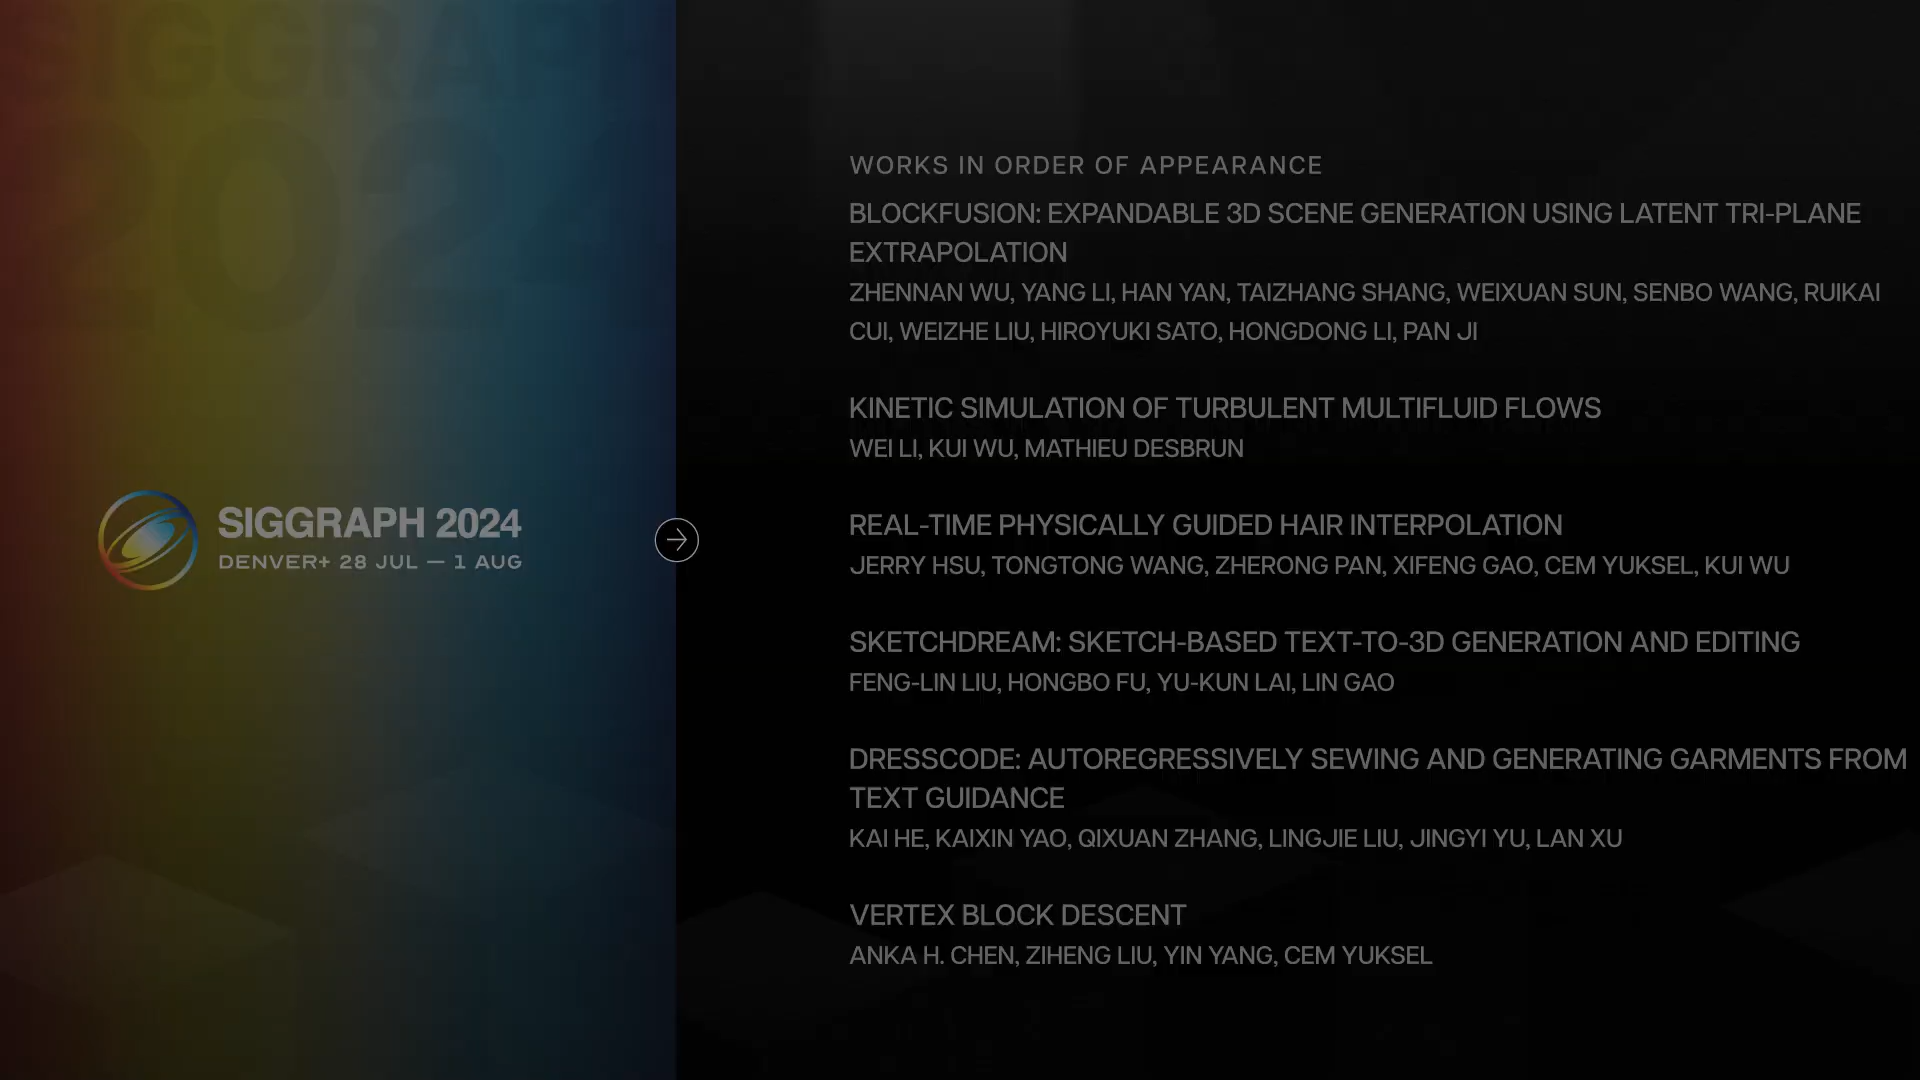 SIGGRAPH
2024
SIGGRAPH 2024
DENVER+ 28 JUL — 1 AUG
WORKS IN ORDER OF APPEARANCE
BLOCKFUSION: EXPANDABLE 3D SCENE GENERATION USING LATENT TRI-PLANE
EXTRAPOLATION
ZHENNAN WU, YANG LI, HAN YAN, TAIZHANG SHANG, WEIXUAN SUN, SENBO WANG, RUIKAI
CUI, WEIZHE LIU, HIROYUKI SATO, HONGDONG LI, PAN JI
KINETIC SIMULATION OF TURBULENT MULTIFLUID FLOWS
WEI LI, KUI WU, MATHIEU DESBRUN
REAL-TIME PHYSICALLY GUIDED HAIR INTERPOLATION
JERRY HSU, TONGTONG WANG, ZHERONG PAN, XIFENG GAO, CEM YUKSEL, KUI WU
SKETCHDREAM: SKETCH-BASED TEXT-TO-3D GENERATION AND EDITING
FENG-LIN LIU, HONGBO FU, YU-KUN LAI, LIN GAO
DRESSCODE: AUTOREGRESSIVELY SEWING AND GENERATING GARMENTS FROM
TEXT GUIDANCE
KAI HE, KAIXIN YAO, QIXUAN ZHANG, LINGJIE LIU, JINGYI YU, LAN XU
VERTEX BLOCK DESCENT
ANKA H. CHEN, ZIHENG LIU, YIN YANG, CEM YUKSEL